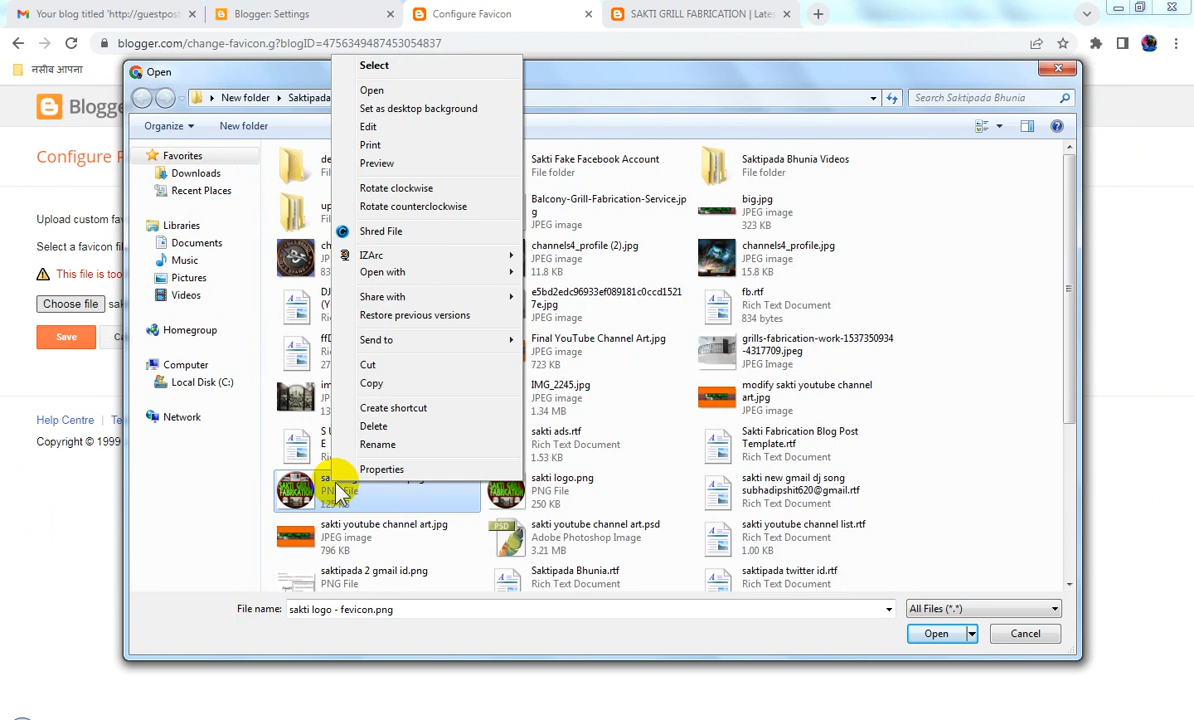 Your blog titled 'http://guestpos
Blogger: Settings
Configure Favicon
SAKTI GRILL FABRICATION | Lates
blogger.com/change-favicon.g?blogID=4756349487453054837
नसीब आपना
Blogg
Configure F
Upload custom fav
Select a favicon fil
This file is too
Choose file
sak
Save
Ca
Help Centre
Te
Copyright © 1999
Open
New folder
Saktipada
Search Saktipada Bhunia
Organize
New folder
Favorites
Downloads
Recent Places
Libraries
Documents
Music
Pictures
Videos
Homegroup
Computer
Local Disk (C:)
Network
Select
Open
Set as desktop background
Edit
Print
Preview
Rotate clockwise
Rotate counterclockwise
Shred File
IZArc
Open with
Share with
Restore previous versions
Send to
Cut
Copy
Create shortcut
Delete
Rename
Properties
Sakti Fake Facebook Account
File folder
Saktipada Bhunia Videos
File folder
Balcony-Grill-Fabrication-Service.jp
g
JPEG image
big.jpg
JPEG image
323 KB
channels4_profile (2).jpg
JPEG image
11.8 KB
channels4_profile.jpg
JPEG image
15.8 KB
e5bd2edc96933ef089181c0ccd1521
7e.jpg
JPEG image
fb.rtf
Rich Text Document
834 bytes
Final YouTube Channel Art.jpg
JPEG image
723 KB
grills-fabrication-work-1537350934
-4317709.jpeg
JPEG Image
IMG_2245.jpg
JPEG image
1.34 MB
modify sakti youtube channel
art.jpg
JPEG image
sakti ads.rtf
Rich Text Document
1.53 KB
Sakti Fabrication Blog Post
Template.rtf
Rich Text Document
PNG File
125 KB
sakti logo.png
PNG File
250 KB
sakti new gmail dj song
subhadipshit620@gmail.rtf
Rich Text Document
sakti youtube channel art.jpg
JPEG image
796 KB
sakti youtube channel art.psd
Adobe Photoshop Image
3.21 MB
sakti youtube channel list.rtf
Rich Text Document
1.00 KB
saktipada 2 gmail id.png
PNG File
Saktipada Bhunia.rtf
Rich Text Document
saktipada twitter id.rtf
Rich Text Document
File name:
sakti logo - fevicon.png
All Files (*.*)
Open
Cancel